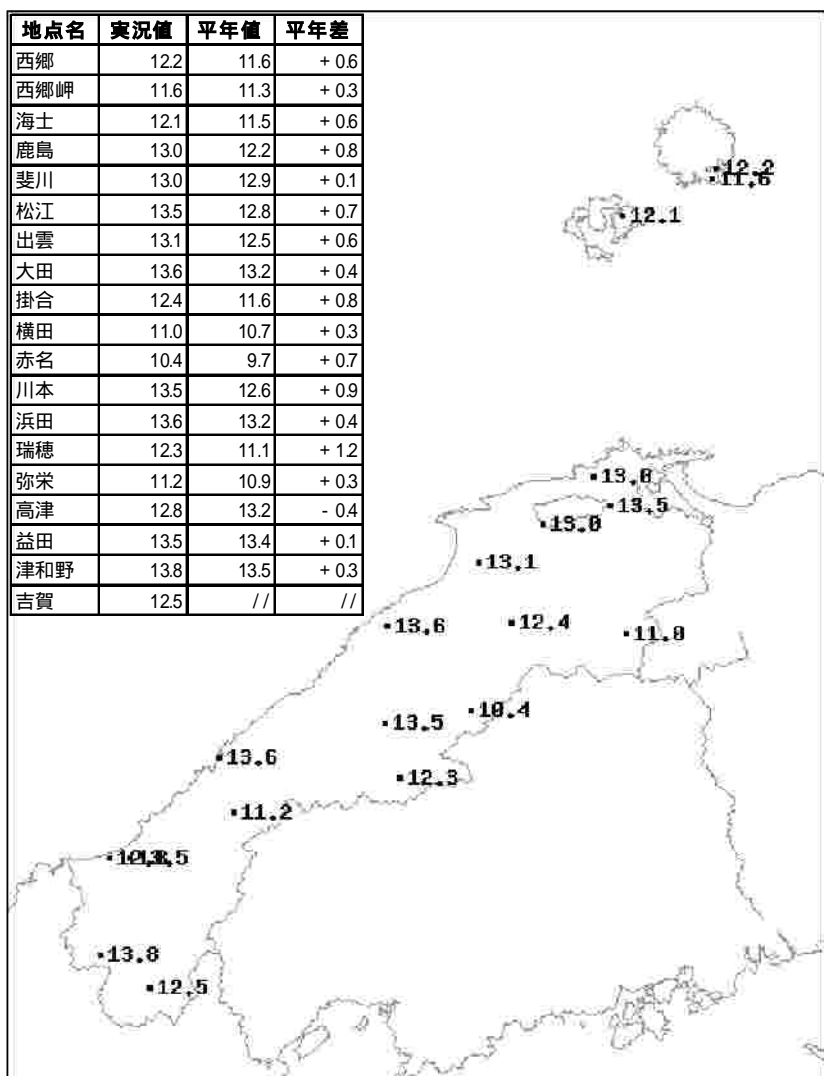 地点名 実況値 平年値 平年差
西郷 12.2 11.6 + 0.6
西郷岬 11.6 11.3 + 0.3
海士 12.1 11.5 + 0.6
鹿島 13.0 12.2 + 0.8
斐川 13.0 12.9 + 0.1
松江 13.5 12.8 + 0.7
出雲 13.1 12.5 + 0.6
大田 13.6 13.2 + 0.4
掛合 12.4 11.6 + 0.8
横田 11.0 10.7 + 0.3
赤名 10.4 9.7 + 0.7
川本 13.5 12.6 + 0.9
浜田 13.6 13.2 + 0.4
瑞穂 12.3 11.1 + 1.2
弥栄 11.2 10.9 + 0.3
高津 12.8 13.2 - 0.4
益田 13.5 13.4 + 0.1
津和野 13.8 13.5 + 0.3
吉賀 12.5 // //
12.2
11.6
12.1
13.0
13.5
13.0
13.1
13.6
12.4
11.0
10.4
13.5
13.6
12.3
11.2
13.8
12.5